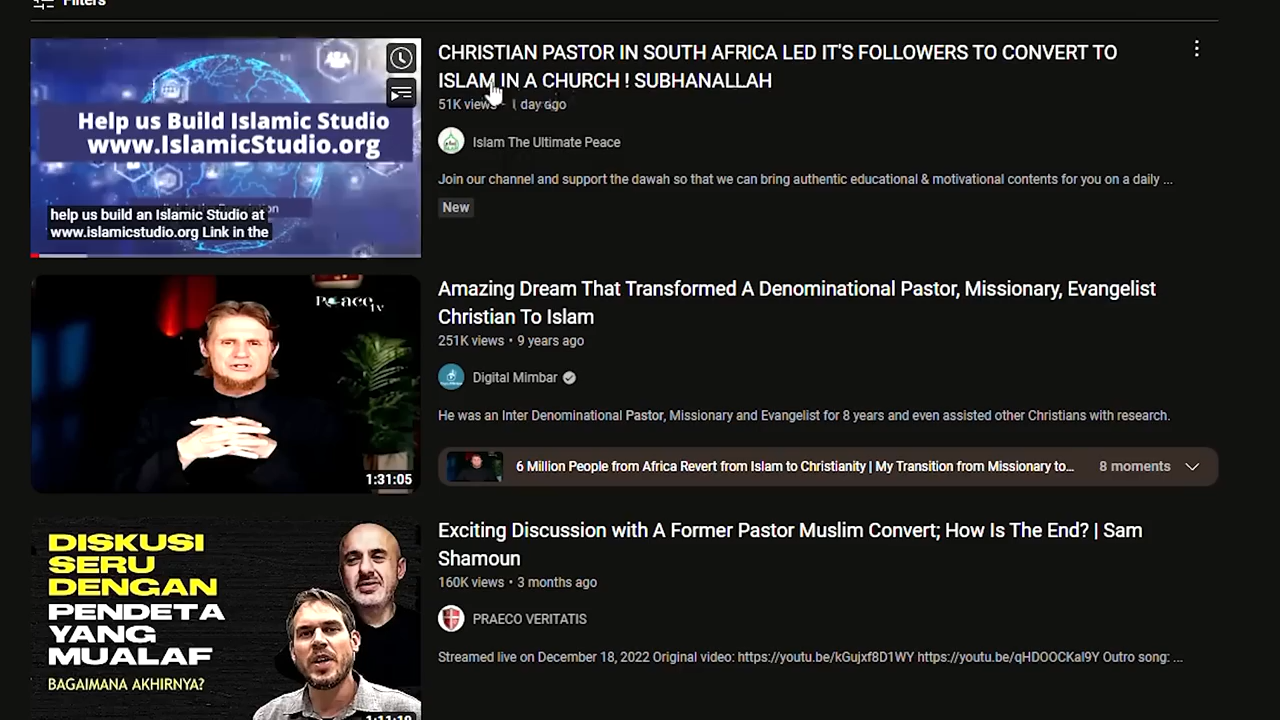 Filters
CHRISTIAN PASTOR IN SOUTH AFRICA LED IT'S FOLLOWERS TO CONVERT TO
ISLAM IN A CHURCH ! SUBHANALLAH
51K views • 1 day ago
Islam The Ultimate Peace
Join our channel and support the dawah so that we can bring authentic educational & motivational contents for you on a daily ...
New
Help us Build Islamic Studio
www.IslamicStudio.org
help us build an Islamic Studio at
www.islamicstudio.org Link in the
Peace TV
1:31:05
Amazing Dream That Transformed A Denominational Pastor, Missionary, Evangelist
Christian To Islam
251K views • 9 years ago
Digital Mimbar
He was an Inter Denominational Pastor, Missionary and Evangelist for 8 years and even assisted other Christians with research.
6 Million People from Africa Revert from Islam to Christianity | My Transition from Missionary to... 8 moments
DISKUSI
SERU
DENGAN
PENDETA
YANG
MUALAF
BAGAIMANA AKHIRNYA?
Exciting Discussion with A Former Pastor Muslim Convert; How Is The End? | Sam
Shamoun
160K views • 3 months ago
PRAECO VERITATIS
Streamed live on December 18, 2022 Original video: https://youtu.be/kGujxf8D1WY https://youtu.be/qHDOOCKal9Y Outro song: ...